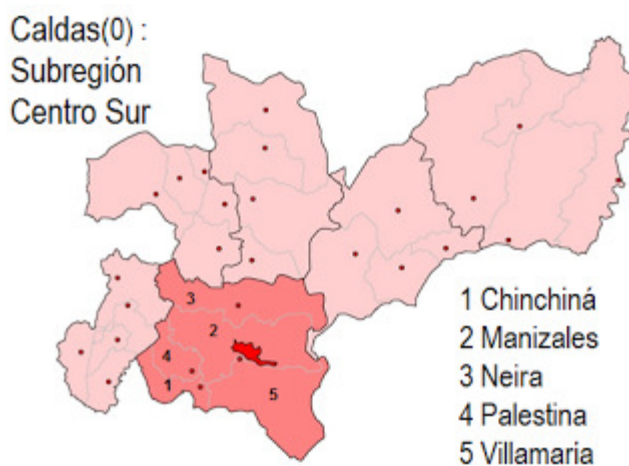 Caldas(0) :
Subregión
Centro Sur
3
2
4
1
5
1 Chinchiná
2 Manizales
3 Neira
4 Palestina
5 Villamaría